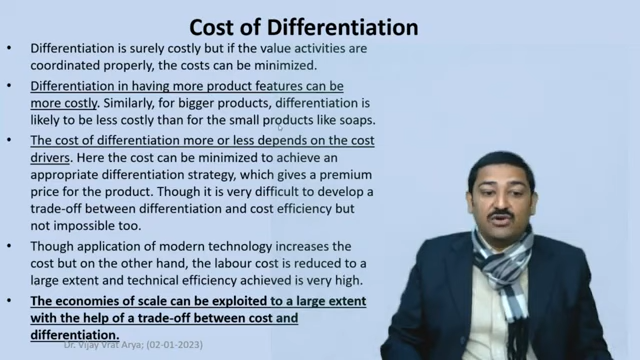 Cost of Differentiation
• Differentiation is surely costly but if the value activities are
coordinated properly, the costs can be minimized.
• Differentiation in having more product features can be
more costly. Similarly, for bigger products, differentiation is
likely to be less costly than for the small products like soaps.
• The cost of differentiation more or less depends on the cost
drivers. Here the cost can be minimized to achieve an
appropriate differentiation strategy, which gives a premium
price for the product. Though it is very difficult to develop a
trade-off between differentiation and cost efficiency but
not impossible too.
• Though application of modern technology increases the
cost but on the other hand, the labour cost is reduced to a
large extent and technical efficiency achieved is very high.
• The economies of scale can be exploited to a large extent
with the help of a trade-off between cost and
differentiation.
Dr. Vijay Vrat Arya; (02-01-2023)